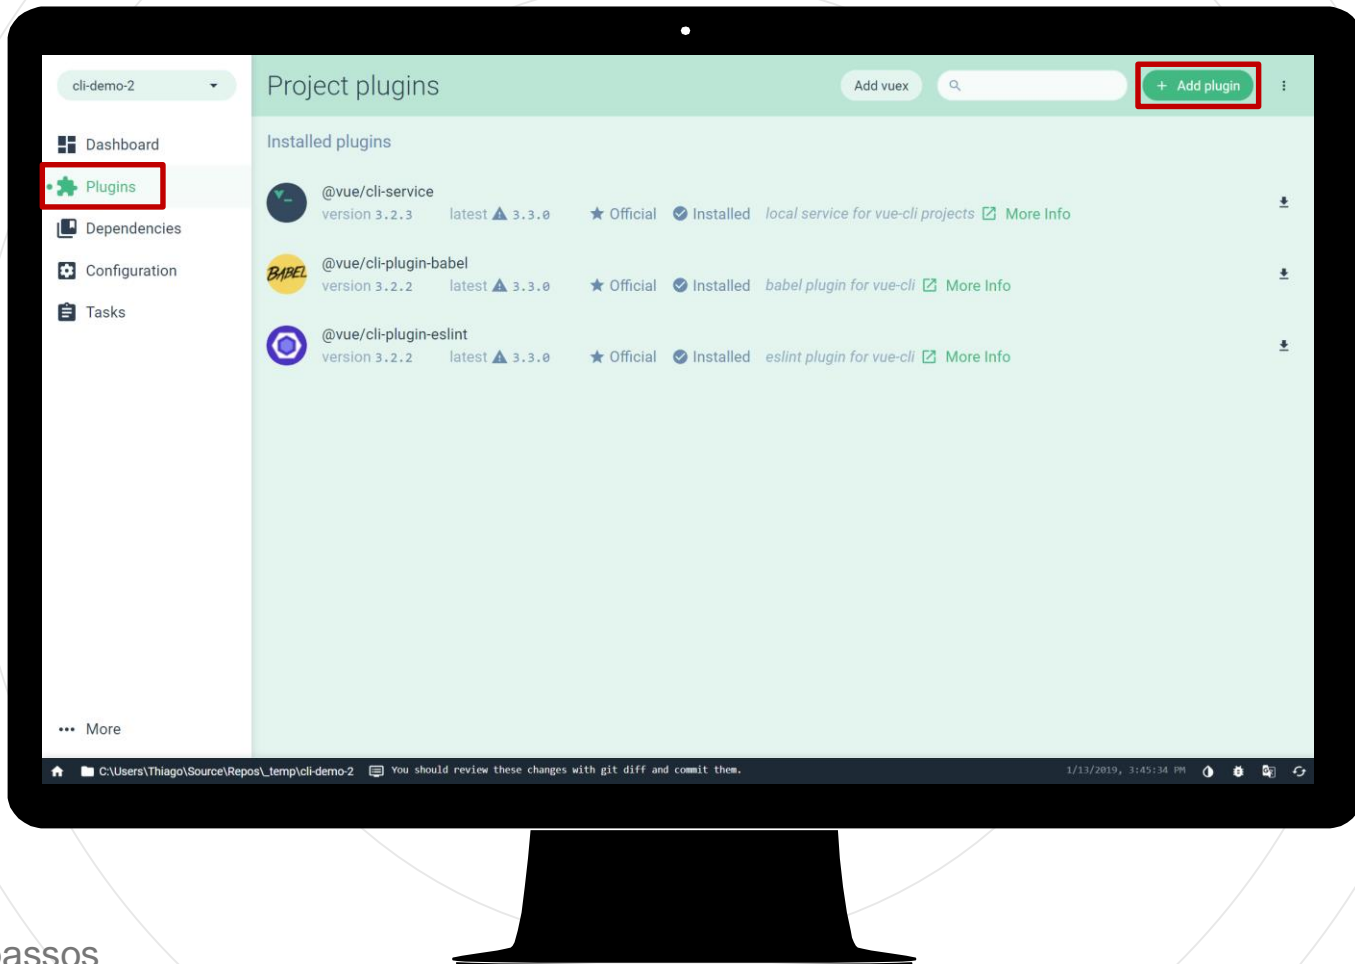 cli-demo-2
Project plugins
Add vuex
+ Add plugin
Dashboard
Plugins
Dependencies
Configuration
Tasks
Installed plugins
@vue/cli-service
version 3.2.3 latest 3.3.0 Official Installed local service for vue-cli projects More Info
BABEL
@vue/cli-plugin-babel
version 3.2.2 latest 3.3.0 Official Installed babel plugin for vue-cli More Info
@vue/cli-plugin-eslint
version 3.2.2 latest 3.3.0 Official Installed eslint plugin for vue-cli More Info
More
C:\Users\Thiago\Source\Repos\_temp\cli-demo-2 You should review these changes with git diff and commit them. 1/13/2019, 3:45:34 PM